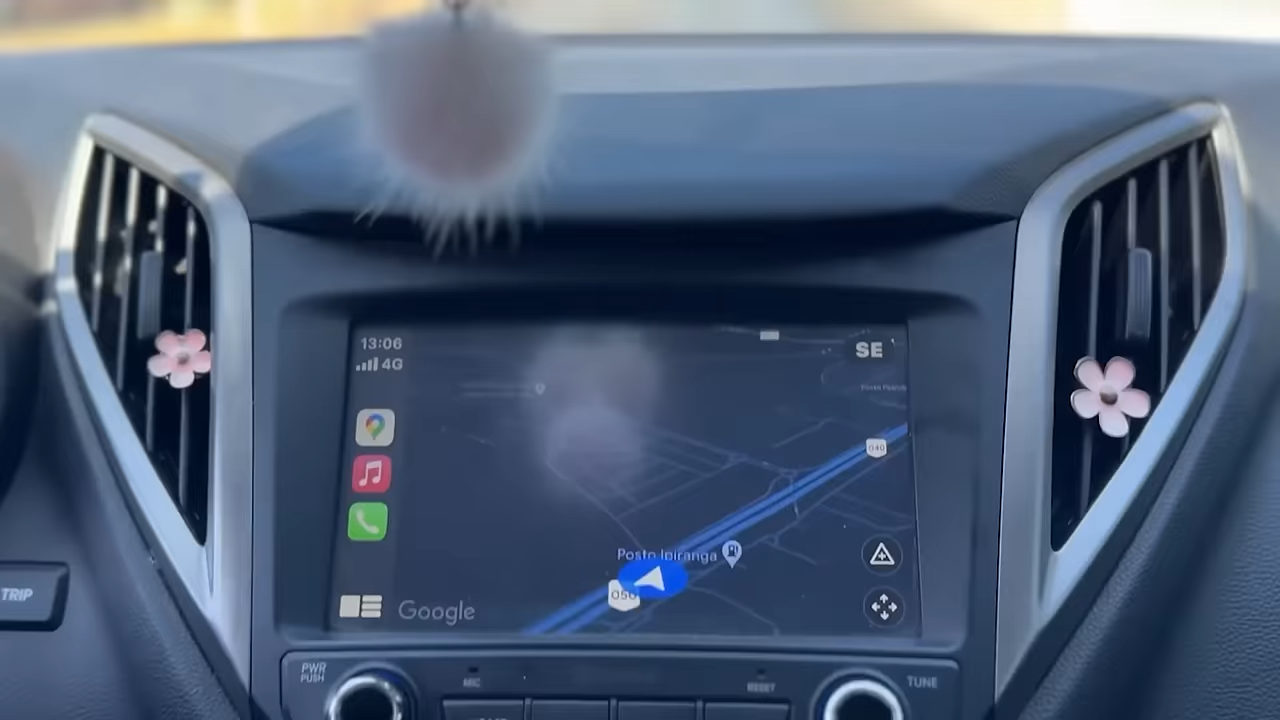 13:06
4G
SE
040
Posto Ipiranga
050
Google
TRIP
PWR
PUSH
MIC
RESET
TUNE